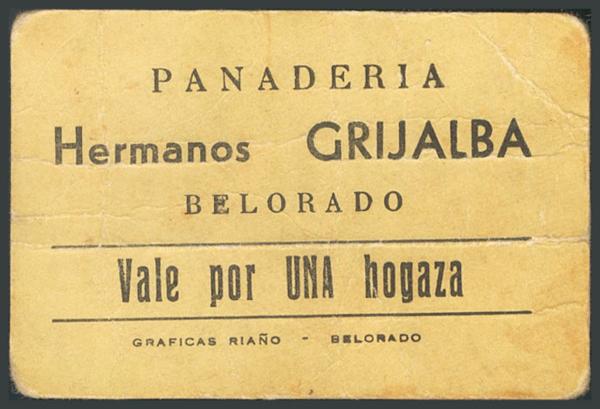 PANADERIA
Hermanos GRIJALBA
BELORADO
Vale por UNA hogaza
GRAFICAS RIAÑO - BELORADO